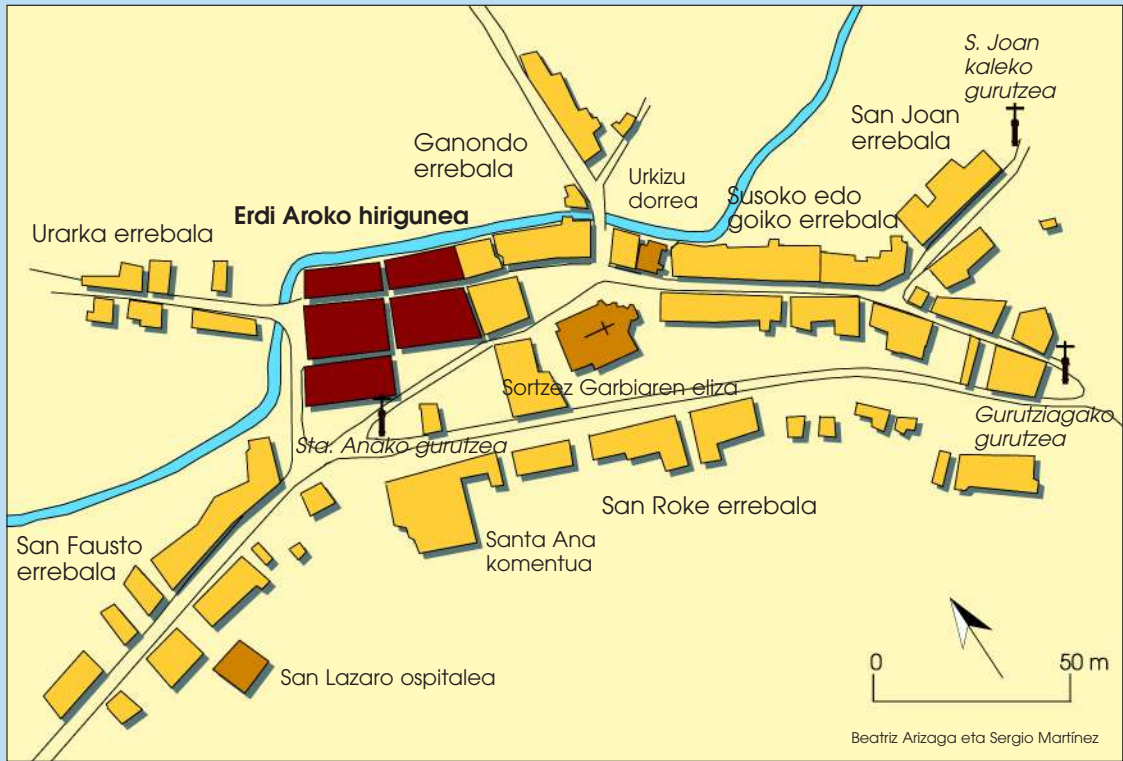 S. Joan
kaleko
gurutzea
San Joan
errebala
Ganondo
errebala
Urkizu
dorrea
Susoko edo
goiko errebala
Erdi Aroko hirigunea
Urarka errebala
Sortzez Garbiaren eliza
Sta. Anako gurutzea
Gurutziagako
gurutzea
San Roke errebala
San Fausto
errebala
Santa Ana
komentua
San Lazaro ospitalea
0 50 m
Beatriz Arizaga eta Sergio Martínez